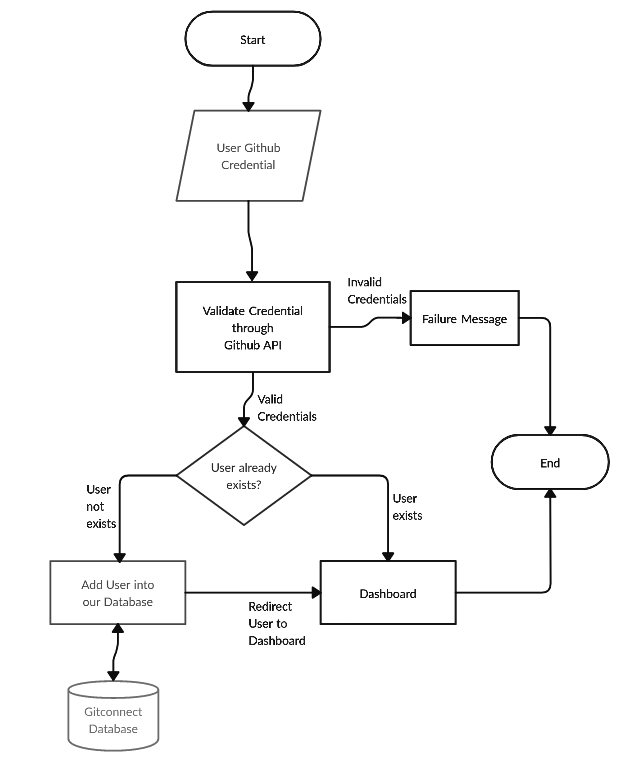 Start
User Github
Credential
Validate Credential
through
Github API
Invalid
Credentials
Failure Message
Valid
Credentials
User already
exists?
End
User
not
exists
User
exists
Add User into
our Database
Redirect
User to
Dashboard
Dashboard
Gitconnect
Database